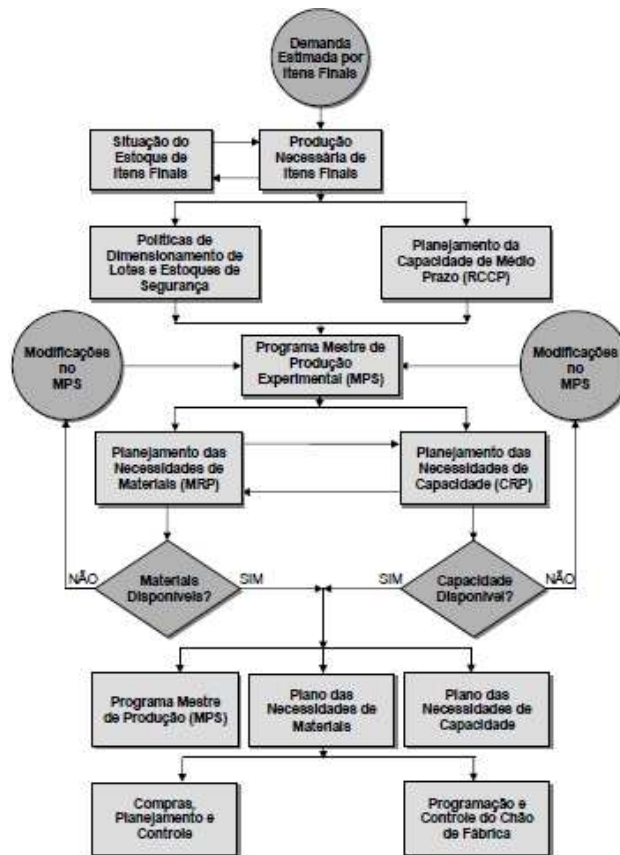 Demanda
Estimada por
Itens Finais
Situação do
Estoque de
Itens Finais
Produção
Necessária de
Itens Finais
Políticas de
Dimensionamento de
Lotes e Estoques de
Segurança
Planejamento da
Capacidade de Médio
Prazo (RCCP)
Modificações
no
MPS
Programa Mestre de
Produção
Experimental (MPS)
Modificações
no
MPS
Planejamento das
Necessidades de
Materiais (MRP)
Planejamento das
Necessidades de
Capacidade (CRP)
NÃO
Materiais
Disponíveis?
SIM
SIM
Capacidade
Disponível?
NÃO
Programa Mestre
de Produção (MPS)
Plano das
Necessidades de
Materiais
Plano das
Necessidades de
Capacidade
Compras,
Planejamento e
Controle
Programação e
Controle do Chão
de Fábrica